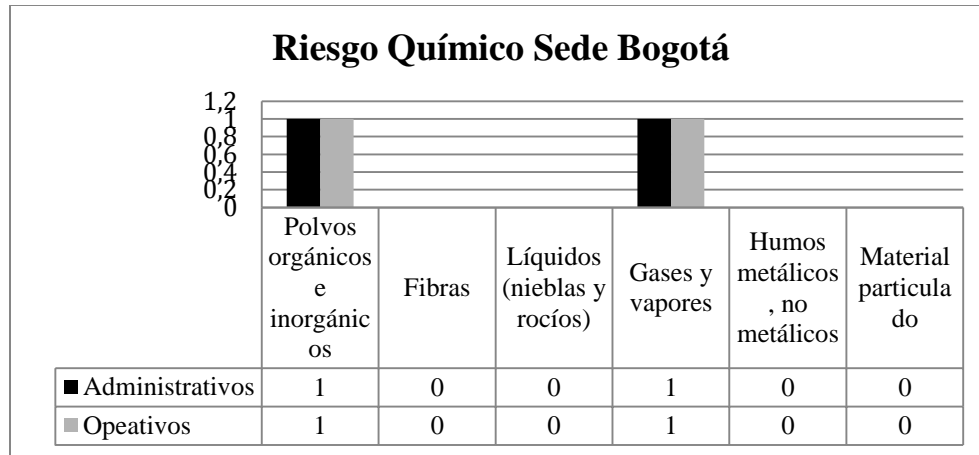 Riesgo Químico Sede Bogotá
1,2
1
0,8
0,6
0,4
0,2
0
Polvos
orgánicos
e
inorgánic
os
Fibras
Líquidos
(nieblas y
rocíos)
Gases y
vapores
Humos
metálicos
, no
metálicos
Material
particula
do
Administrativos 1 0 0 1 0 0
Opeativos 1 0 0 1 0 0